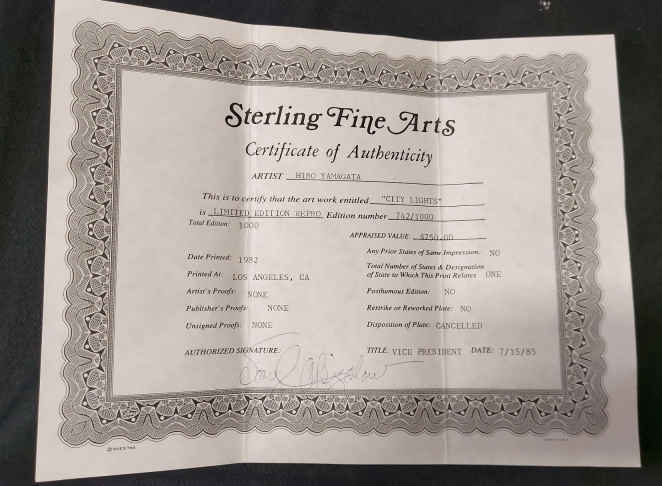 Sterling Fine Arts
Certificate of Authenticity
ARTIST HIRO YAMAGATA
This is to certify that the art work entitled "CITY LIGHTS"
is LIMITED EDITION REPRO Edition number 742/1000
Total Edition: 1000
APPRAISED VALUE: $750.00
Date Printed: 1982
Any Prior States of Same Impression: NO
Printed At: LOS ANGELES, CA
Total Number of States & Designation
of State to Which This Print Relates ONE
Artist's Proofs: NONE
Posthumous Edition: NO
Publisher's Proofs: NONE
Restrike or Reworked Plate: NO
Unsigned Proofs: NONE
Disposition of Plate: CANCELLED
AUTHORIZED SIGNATURE:
TITLE: VICE PRESIDENT DATE: 7/15/85